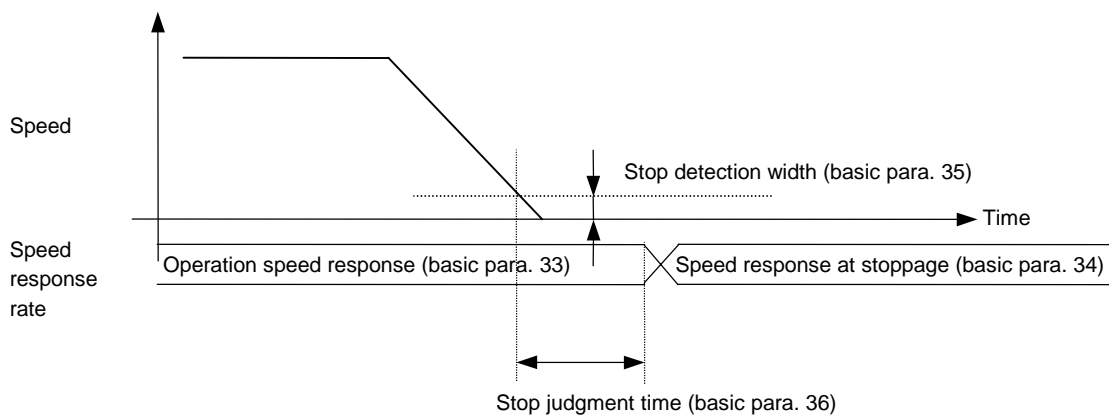 Speed
Stop detection width (basic para. 35)
Time
Speed
response
rate
Operation speed response (basic para. 33)
Speed response at stoppage (basic para. 34)
Stop judgment time (basic para. 36)